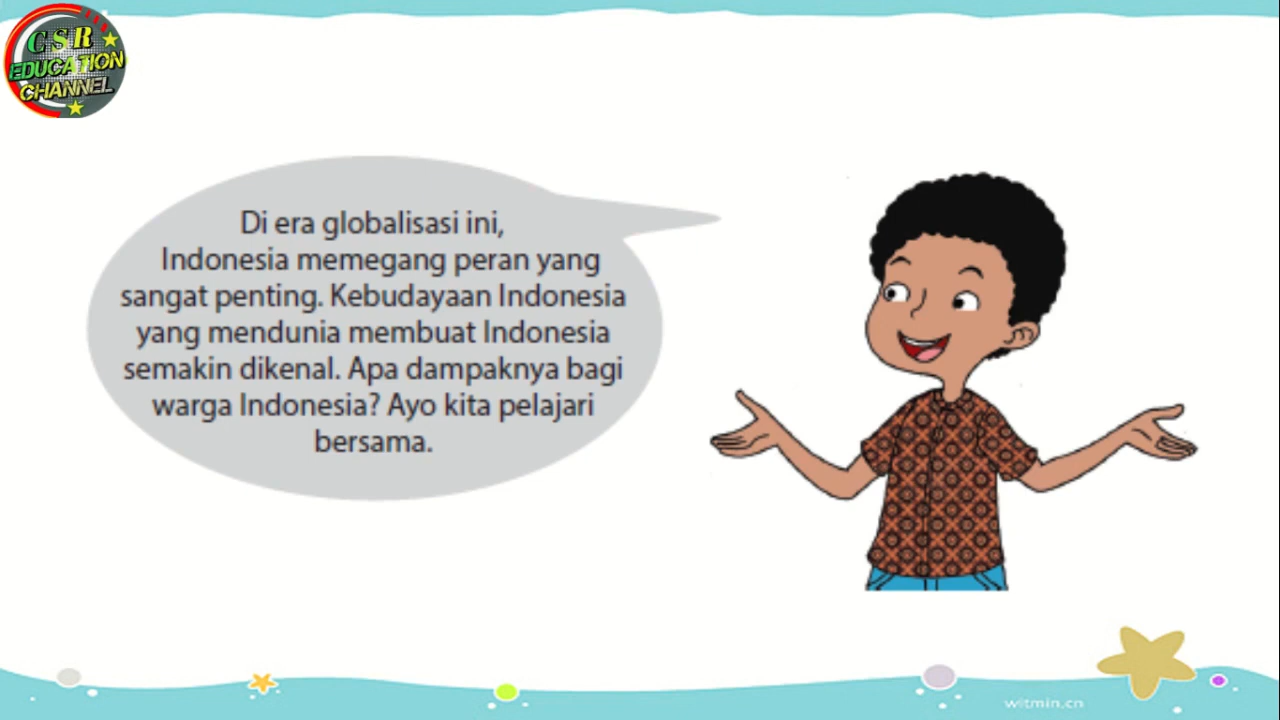 CSR
EDUCATION
CHANNEL
Di era globalisasi ini,
Indonesia memegang peran yang
sangat penting. Kebudayaan Indonesia
yang mendunia membuat Indonesia
semakin dikenal. Apa dampaknya bagi
warga Indonesia? Ayo kita pelajari
bersama.
witmin.cn